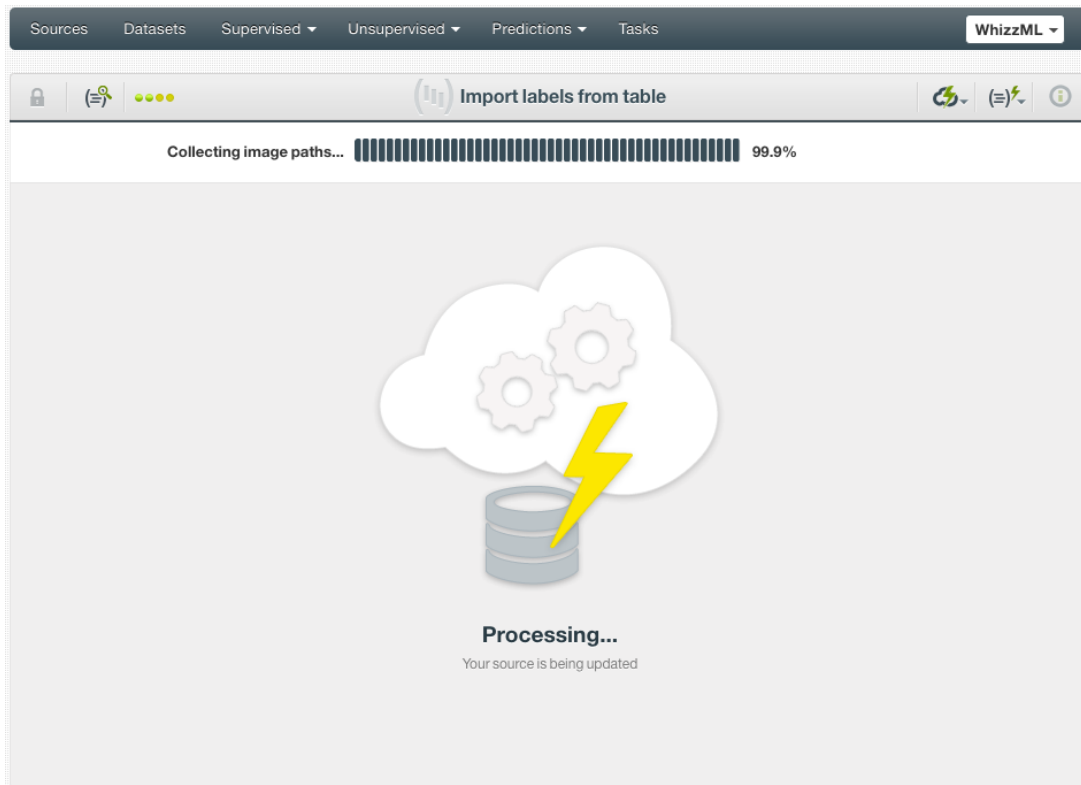 Sources Datasets Supervised Unsupervised Predictions Tasks WhizzML
Import labels from table
Collecting image paths... 99.9%
Processing...
Your source is being updated